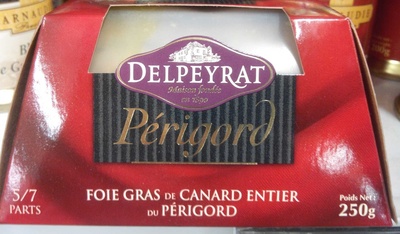 DELPEYRAT
Maison fondée
en 1890
Périgord
5/7
PARTS
FOIE GRAS DE CANARD ENTIER
DU PÉRIGORD
Poids Net:
250g